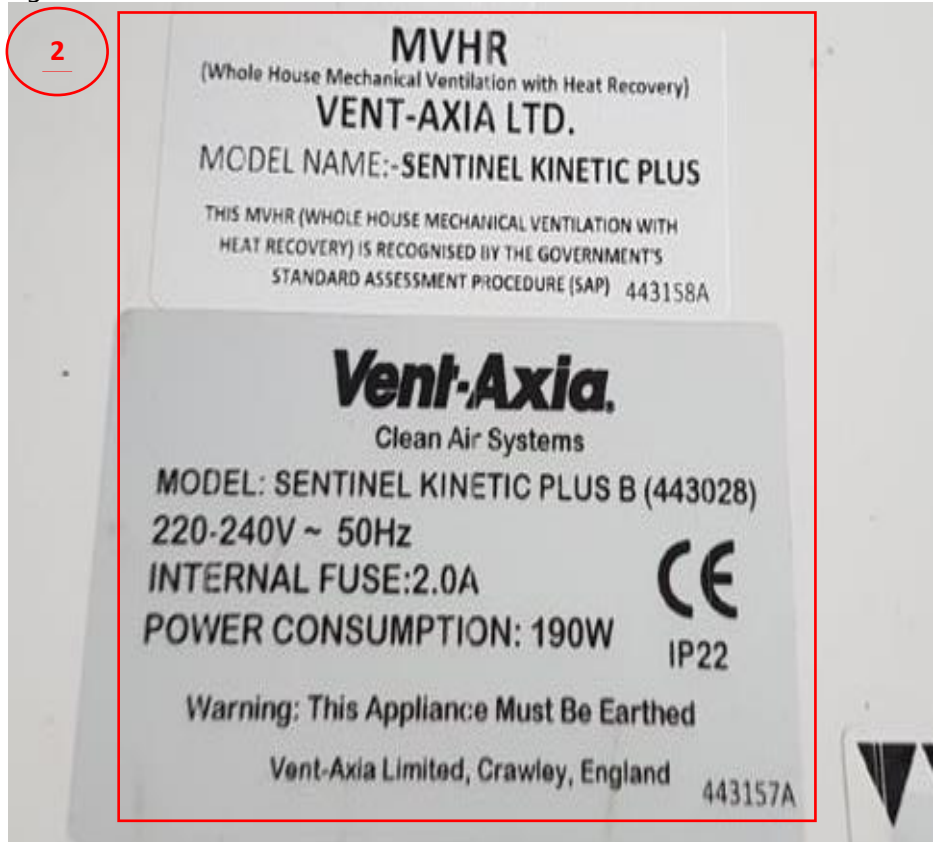 2
MVHR
(Whole House Mechanical Ventilation with Heat Recovery)
VENT-AXIA LTD.
MODEL NAME:-SENTINEL KINETIC PLUS
THIS MVHR (WHOLE HOUSE MECHANICAL VENTILATION WITH
HEAT RECOVERY) IS RECOGNISED BY THE GOVERNMENT'S
STANDARD ASSESSMENT PROCEDURE (SAP) 443158A
Vent-Axia.
Clean Air Systems
MODEL: SENTINEL KINETIC PLUS B (443028)
220-240V ~ 50Hz
INTERNAL FUSE:2.0A
CE
POWER CONSUMPTION: 190W
IP22
Warning: This Appliance Must Be Earthed
Vent-Axia Limited, Crawley, England
443157A